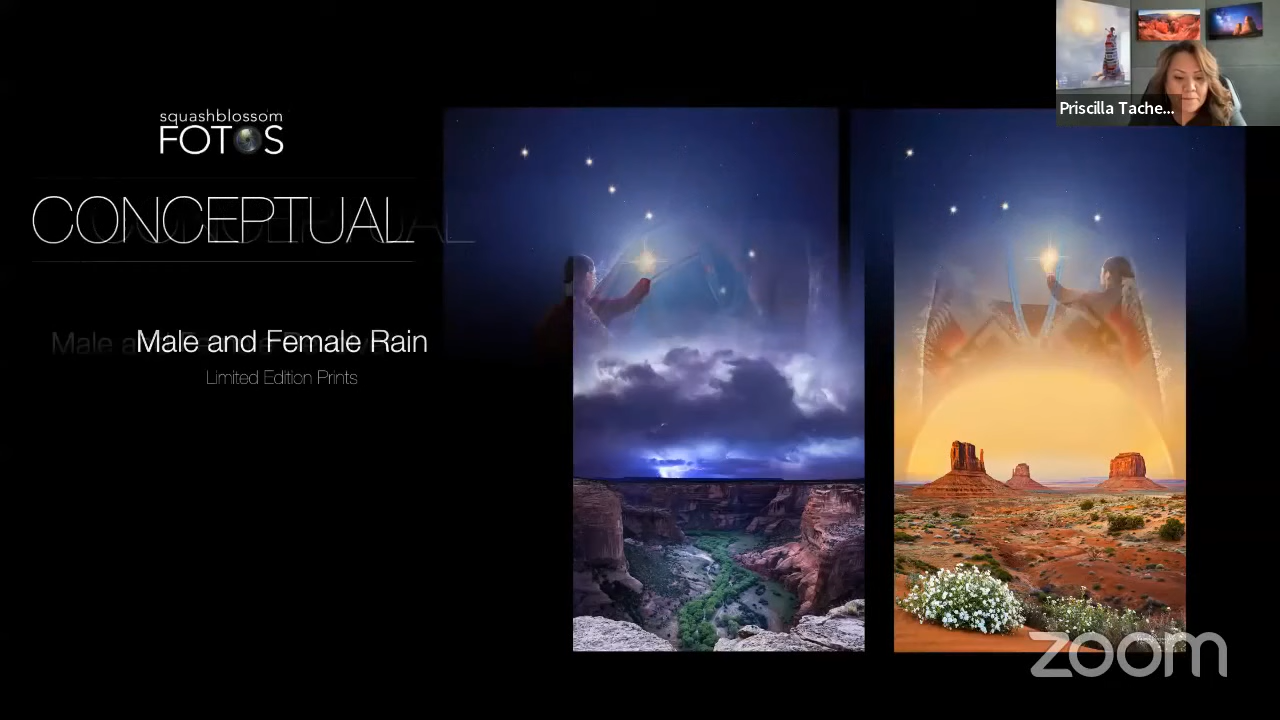 squashblossom
FOTOS
CONCEPTUAL
Male and Female Rain
Limited Edition Prints
Priscilla Tache...
zoom